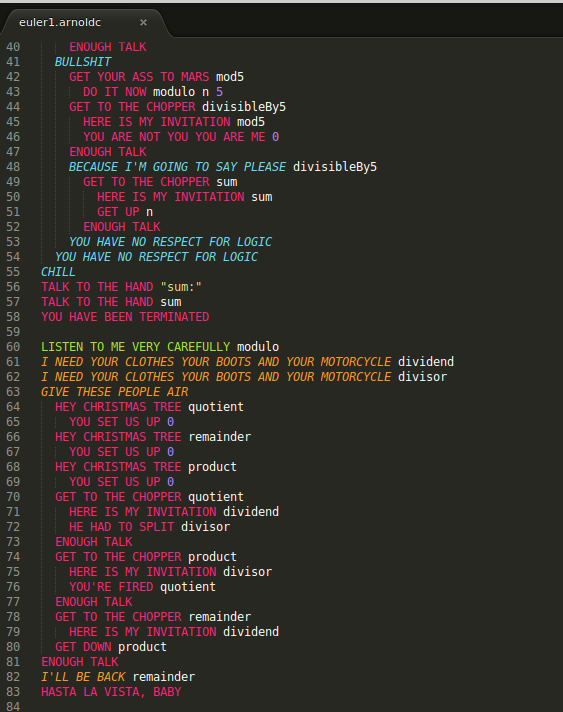 euler1.arnoldc ×
40 ENOUGH TALK
41 BULLSHIT
42 GET YOUR ASS TO MARS mod5
43 DO IT NOW modulo n 5
44 GET TO THE CHOPPER divisibleBy5
45 HERE IS MY INVITATION mod5
46 YOU ARE NOT YOU YOU ARE ME 0
47 ENOUGH TALK
48 BECAUSE I'M GOING TO SAY PLEASE divisibleBy5
49 GET TO THE CHOPPER sum
50 HERE IS MY INVITATION sum
51 GET UP n
52 ENOUGH TALK
53 YOU HAVE NO RESPECT FOR LOGIC
54 YOU HAVE NO RESPECT FOR LOGIC
55 CHILL
56 TALK TO THE HAND "sum:"
57 TALK TO THE HAND sum
58 YOU HAVE BEEN TERMINATED
59
60 LISTEN TO ME VERY CAREFULLY modulo
61 I NEED YOUR CLOTHES YOUR BOOTS AND YOUR MOTORCYCLE dividend
62 I NEED YOUR CLOTHES YOUR BOOTS AND YOUR MOTORCYCLE divisor
63 GIVE THESE PEOPLE AIR
64 HEY CHRISTMAS TREE quotient
65 YOU SET US UP 0
66 HEY CHRISTMAS TREE remainder
67 YOU SET US UP 0
68 HEY CHRISTMAS TREE product
69 YOU SET US UP 0
70 GET TO THE CHOPPER quotient
71 HERE IS MY INVITATION dividend
72 HE HAD TO SPLIT divisor
73 ENOUGH TALK
74 GET TO THE CHOPPER product
75 HERE IS MY INVITATION divisor
76 YOU'RE FIRED quotient
77 ENOUGH TALK
78 GET TO THE CHOPPER remainder
79 HERE IS MY INVITATION dividend
80 GET DOWN product
81 ENOUGH TALK
82 I'LL BE BACK remainder
83 HASTA LA VISTA, BABY
84